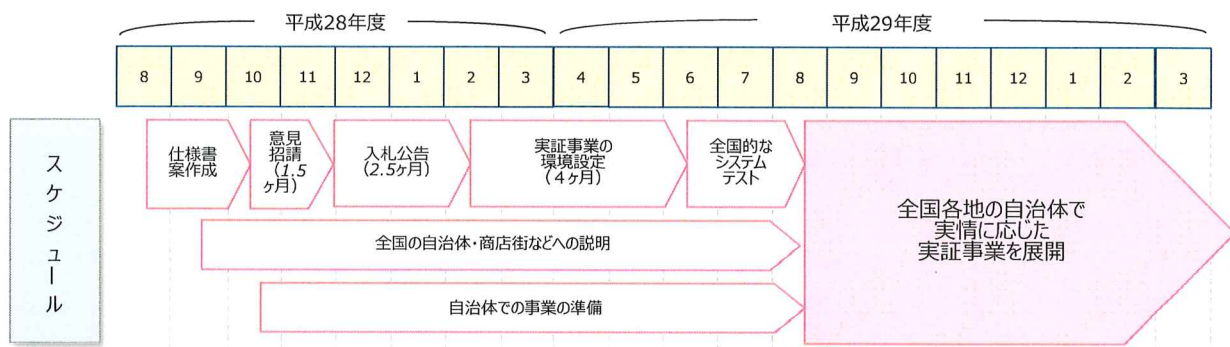 平成28年度
平成29年度
8 9 10 11 12 1 2 3 4 5 6 7 8 9 10 11 12 1 2 3
スケジュール
仕様書
案作成
意見
招請
(1.5
ヶ月)
入札公告
(2.5ヶ月)
実証事業の
環境設定
(4ヶ月)
全国的な
システム
テスト
全国の自治体・商店街などへの説明
自治体での事業の準備
全国各地の自治体で
実情に応じた
実証事業を展開